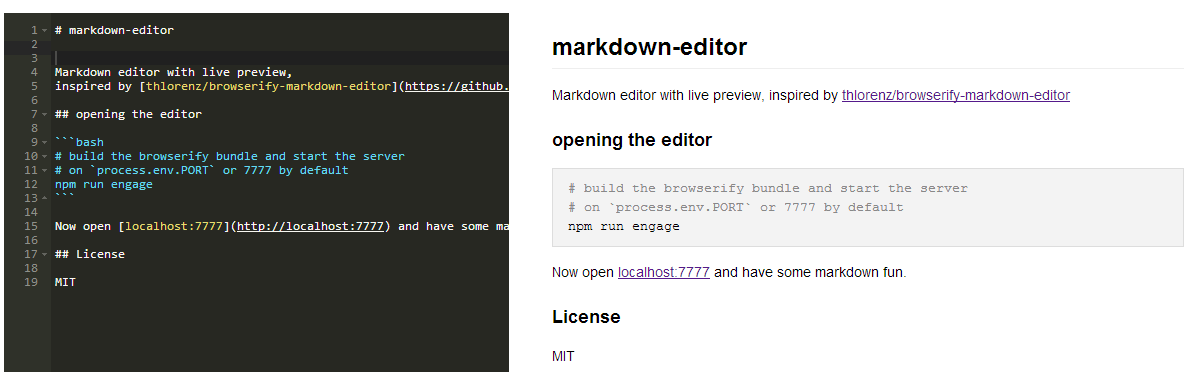 1 # markdown-editor
2
3
4 Markdown editor with live preview,
5 inspired by [thlorenz/browserify-markdown-editor](https://github.
6
7 ## opening the editor
8
9 ```bash
10 # build the browserify bundle and start the server
11 # on `process.env.PORT` or 7777 by default
12 npm run engage
13 ```
14
15 Now open [localhost:7777](http://localhost:7777) and have some ma
16
17 ## License
18
19 MIT
markdown-editor
Markdown editor with live preview, inspired by thlorenz/browserify-markdown-editor
opening the editor
# build the browserify bundle and start the server
# on `process.env.PORT` or 7777 by default
npm run engage
Now open localhost:7777 and have some markdown fun.
License
MIT